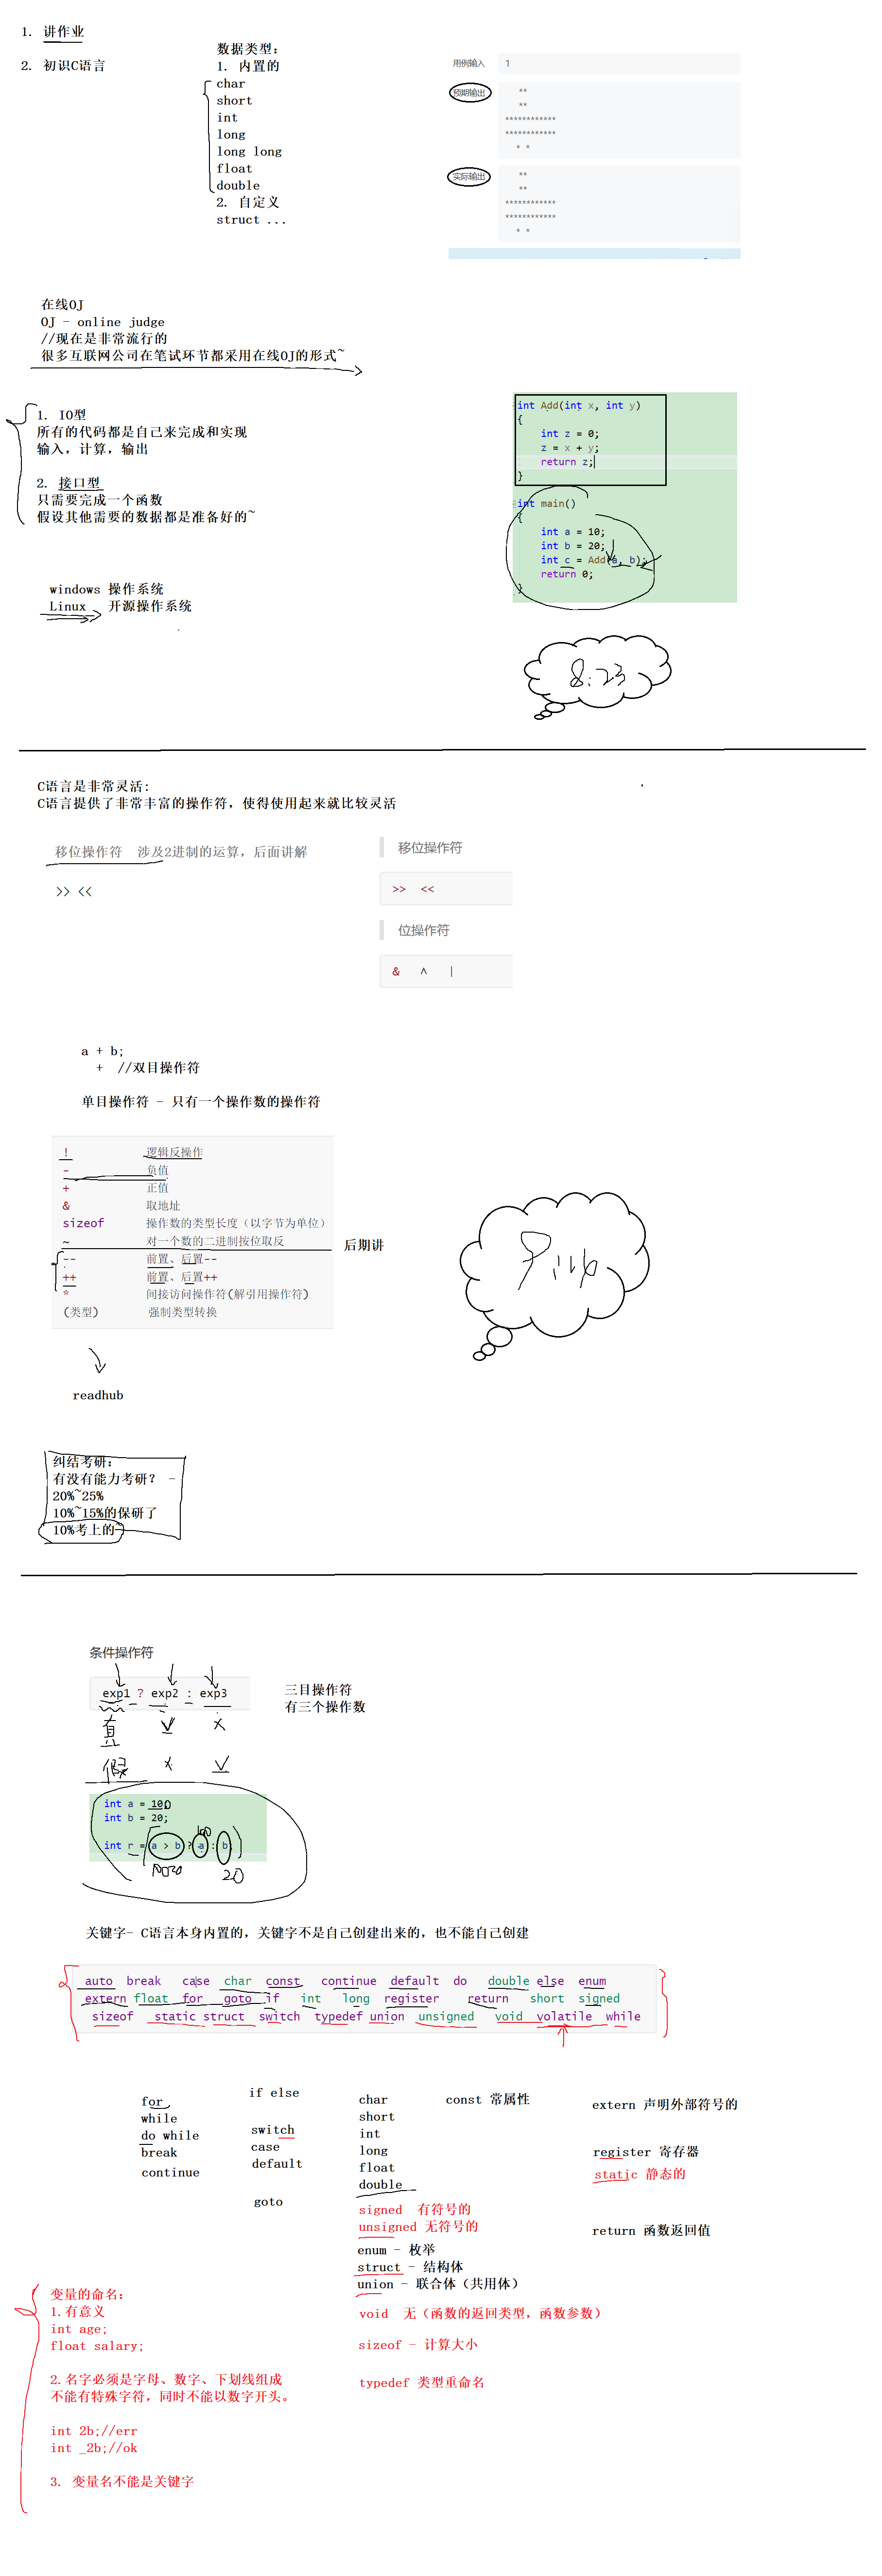 1. 讲作业
2. 初识C语言
数据类型：
1. 内置的
char
short
int
long
long long
float
double
2. 自定义
struct ...
用例输入 1
预期输出
**
**
************
************
* *
实际输出
**
**
************
************
* *
在线OJ
OJ - online judge
//现在是非常流行的
很多互联网公司在笔试环节都采用在线OJ的形式~
1. IO型
所有的代码都是自己来完成和实现
输入，计算，输出
2. 接口型
只需要完成一个函数
假设其他需要的数据都是准备好的~
int Add(int x, int y)
{
int z = 0;
z = x + y;
return z;
}
int main()
{
int a = 10;
int b = 20;
int c = Add(a, b);
return 0;
}
windows 操作系统
Linux 开源操作系统
8:23
C语言是非常灵活：
C语言提供了非常丰富的操作符，使得使用起来就比较灵活
移位操作符 涉及2进制的运算，后面讲解
>> <<
移位操作符
>> <<
位操作符
& ^ |
a + b;
+ //双目操作符
单目操作符 - 只有一个操作数的操作符
! 逻辑反操作
- 负值
+ 正值
& 取地址
sizeof 操作数的类型长度（以字节为单位）
~ 对一个数的二进制按位取反
后期讲
-- 前置、后置--
++ 前置、后置++
* 间接访问操作符(解引用操作符)
(类型) 强制类型转换
readhub
纠结考研：
有没有能力考研？ -
20%~25%
10%~15%的保研了
10%考上的~
条件操作符
exp1 ? exp2 : exp3
三目操作符
有三个操作数
真 √ ×
假 × √
int a = 100
int b = 20;
int r = (a > b ? a : b)
100
20
关键字- C语言本身内置的，关键字不是自己创建出来的，也不能自己创建
auto break case char const continue default do double else enum
extern float for goto if int long register return short signed
sizeof static struct switch typedef union unsigned void volatile while
for
while
do while
break
continue
if else
switch
case
default
goto
char
short
int
long
float
double
signed 有符号的
unsigned 无符号的
enum - 枚举
struct - 结构体
union - 联合体（共用体）
void 无（函数的返回类型，函数参数）
sizeof - 计算大小
typedef 类型重命名
const 常属性
extern 声明外部符号的
register 寄存器
static 静态的
return 函数返回值
变量的命名：
1.有意义
int age;
float salary;
2.名字必须是字母、数字、下划线组成
不能有特殊字符，同时不能以数字开头。
int 2b;//err
int _2b;//ok
3. 变量名不能是关键字